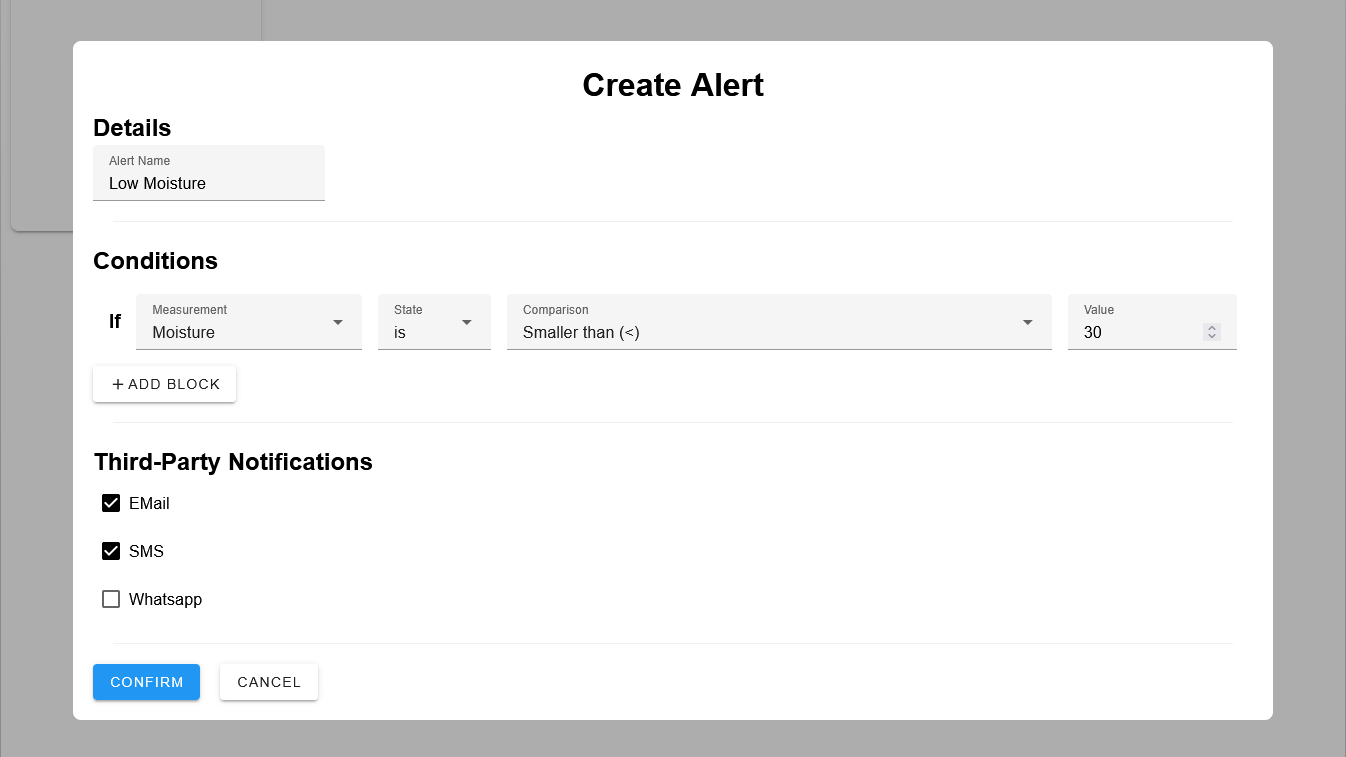 Create Alert
Details
Alert Name
Low Moisture
Conditions
If
Measurement
Moisture
State
is
Comparison
Smaller than (<)
Value
30
+ ADD BLOCK
Third-Party Notifications
EMail
SMS
Whatsapp
CONFIRM
CANCEL